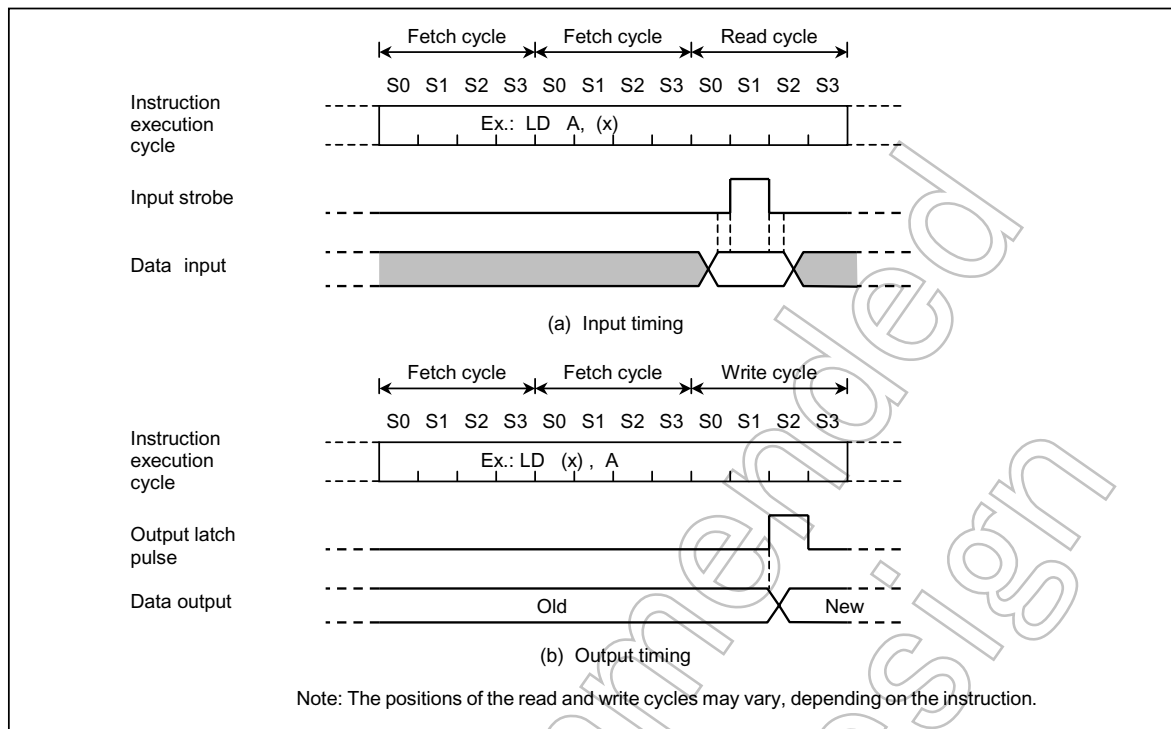 Fetch cycle Fetch cycle Read cycle
S0 S1 S2 S3 S0 S1 S2 S3 S0 S1 S2 S3
Instruction
execution
cycle
Ex.: LD A, (x)
Input strobe
Data input
(a) Input timing
Fetch cycle Fetch cycle Write cycle
S0 S1 S2 S3 S0 S1 S2 S3 S0 S1 S2 S3
Instruction
execution
cycle
Ex.: LD (x) , A
Output latch
pulse
Data output
Old New
(b) Output timing
Note: The positions of the read and write cycles may vary, depending on the instruction.
mmended
esign